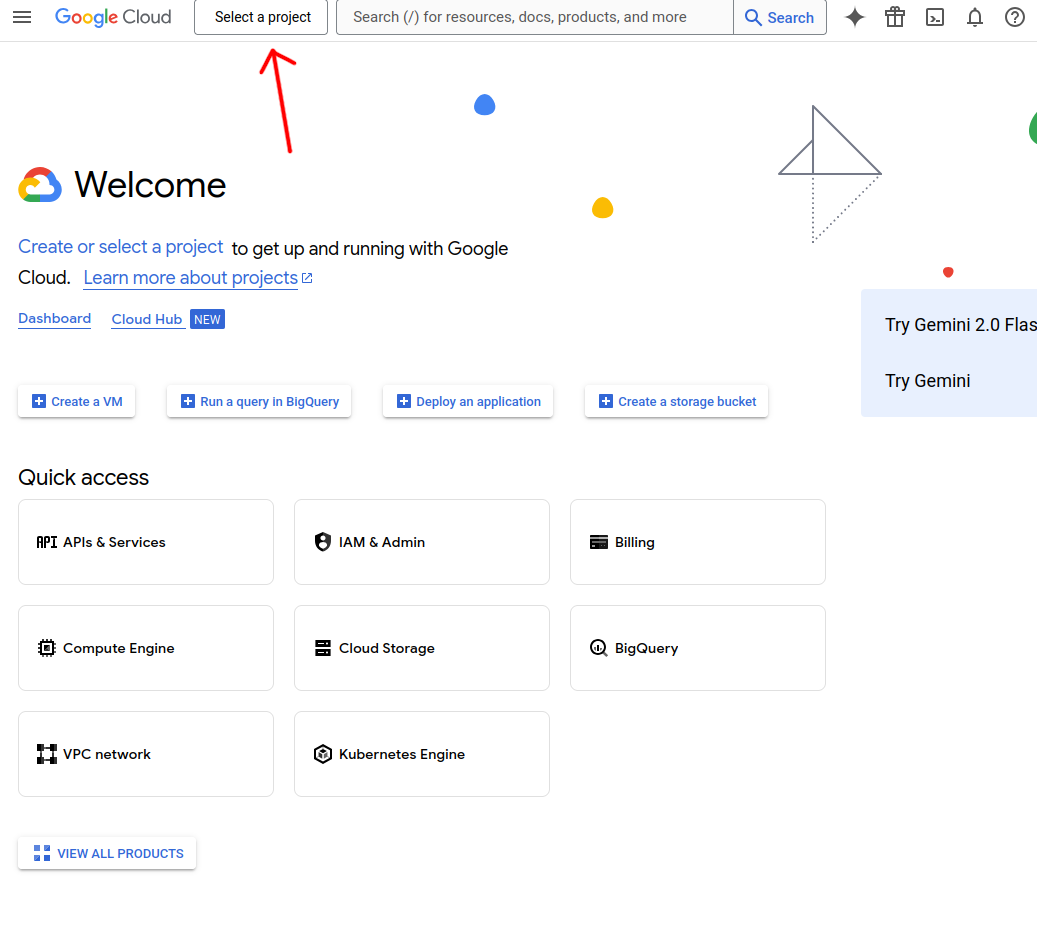 Google Cloud
Select a project
Search (/) for resources, docs, products, and more
Search
Welcome
Create or select a project to get up and running with Google
Cloud. Learn more about projects
Dashboard
Cloud Hub NEW
Try Gemini 2.0 Flas
Try Gemini
Create a VM
Run a query in BigQuery
Deploy an application
Create a storage bucket
Quick access
API APIs & Services
IAM & Admin
Billing
Compute Engine
Cloud Storage
BigQuery
VPC network
Kubernetes Engine
VIEW ALL PRODUCTS